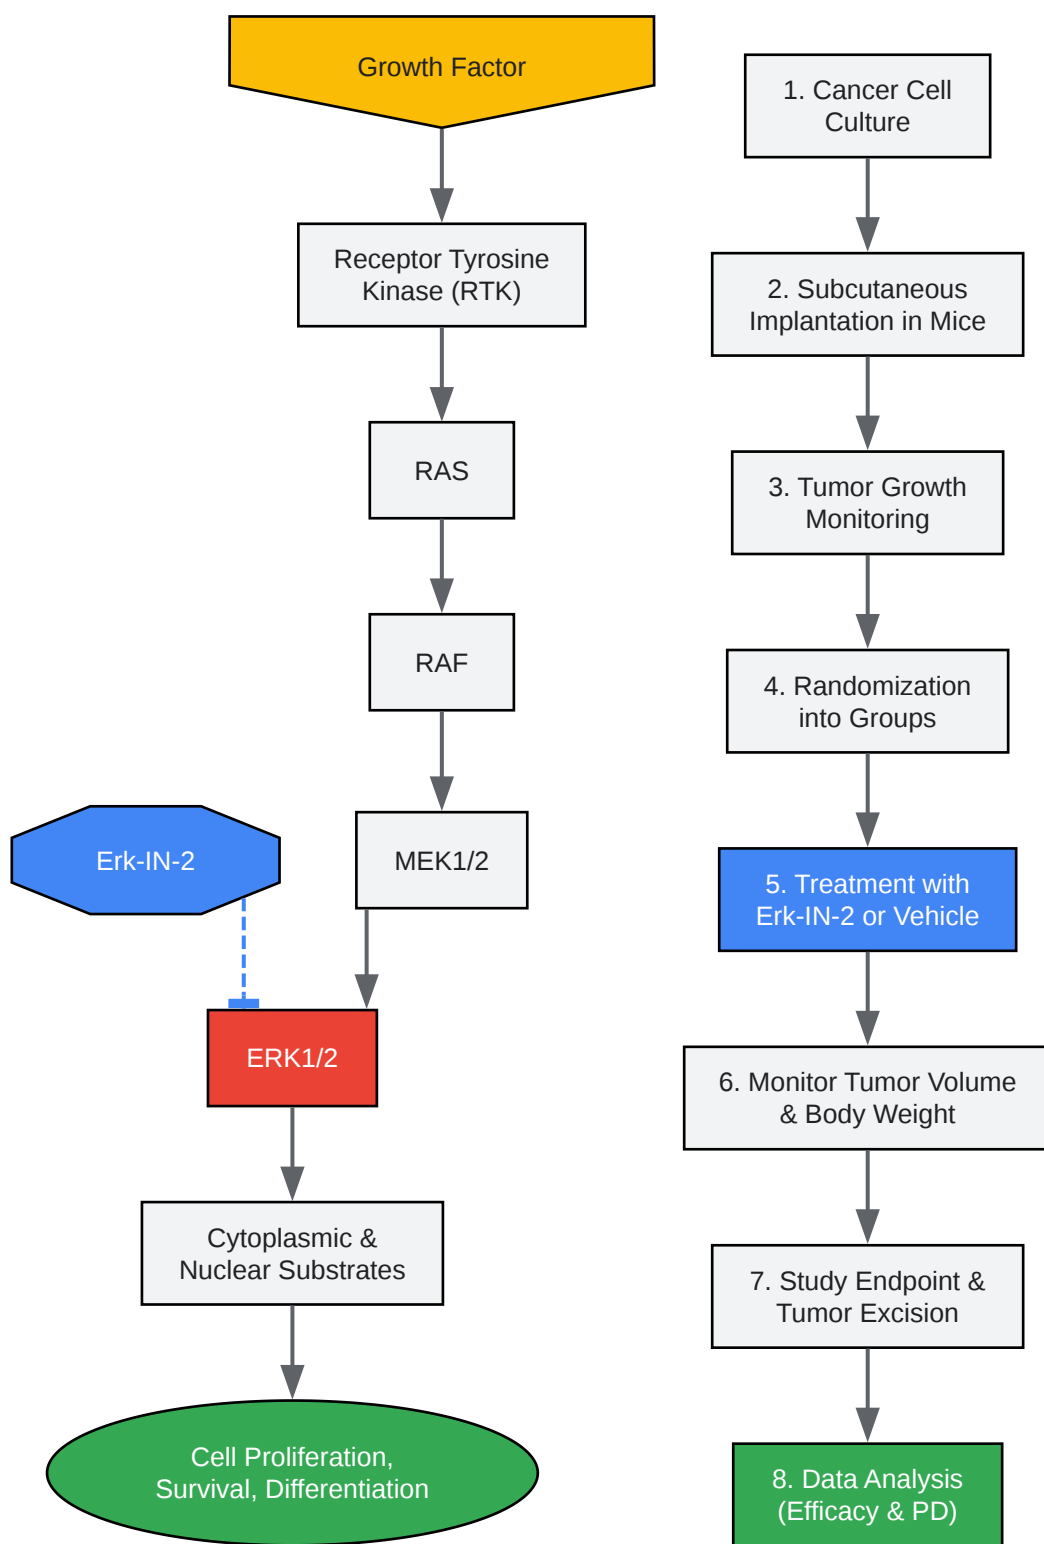 Growth Factor
Receptor Tyrosine
Kinase (RTK)
RAS
RAF
MEK1/2
Erk-IN-2
ERK1/2
Cytoplasmic &
Nuclear Substrates
Cell Proliferation,
Survival, Differentiation
1. Cancer Cell
Culture
2. Subcutaneous
Implantation in Mice
3. Tumor Growth
Monitoring
4. Randomization
into Groups
5. Treatment with
Erk-IN-2 or Vehicle
6. Monitor Tumor Volume
& Body Weight
7. Study Endpoint &
Tumor Excision
8. Data Analysis
(Efficacy & PD)